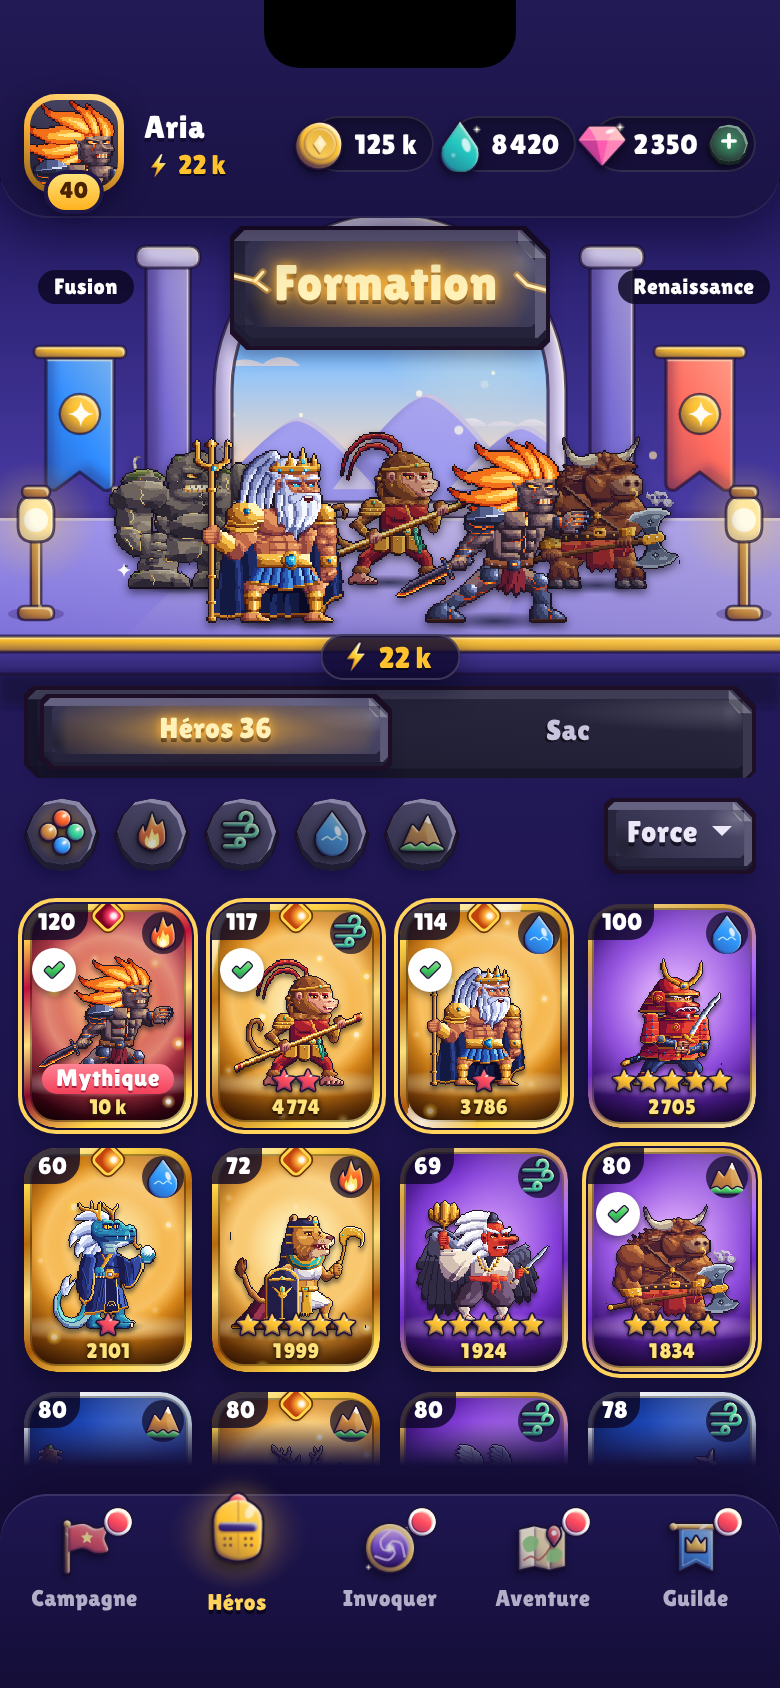 Aria
22 k
40
125 k
8420
2350
Formation
Fusion
Renaissance
22 k
Héros 36
Sac
Force
120
117
114
100
Mythique
10 k
4774
3786
2705
60
72
69
80
2101
1999
1924
1834
80
80
80
78
Campagne
Héros
Invoquer
Aventure
Guilde